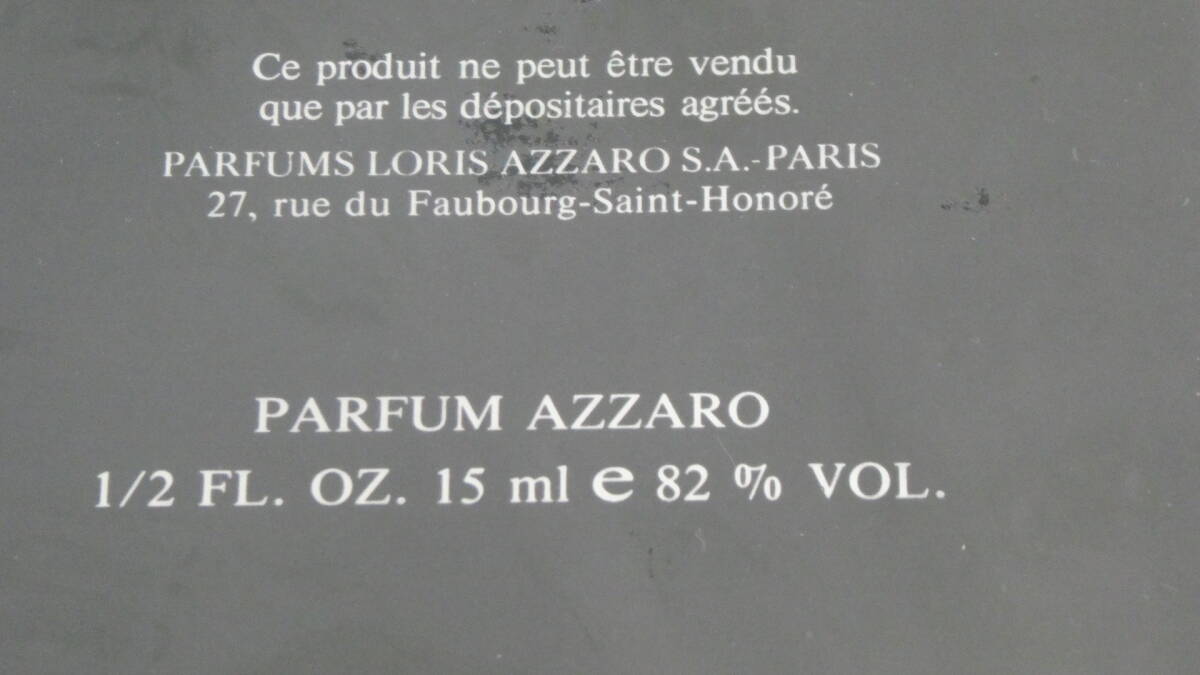 Ce produit ne peut être vendu
que par les dépositaires agréés.
PARFUMS LORIS AZZARO S.A.-PARIS
27, rue du Faubourg-Saint-Honoré
PARFUM AZZARO
1/2 FL. OZ. 15 ml e 82 % VOL.